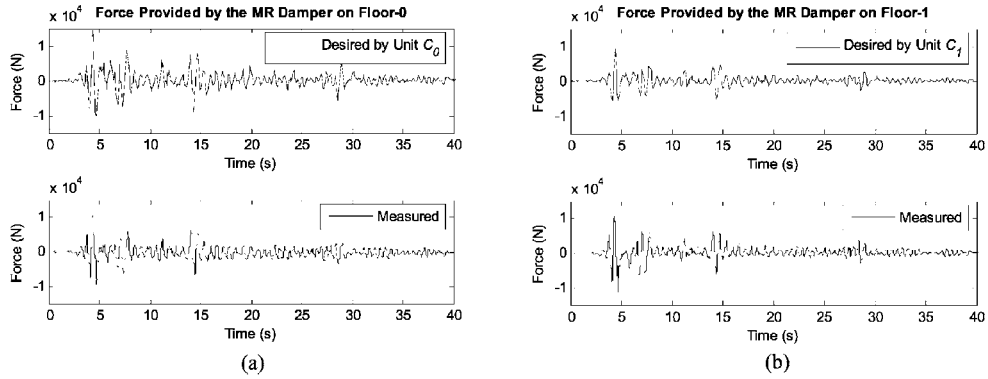 Force Provided by the MR Damper on Floor-0
x 10^4
Desired by Unit C_0
Force (N)
1
0
-1
0 5 10 15 20 25 30 35 40
Time (s)
x 10^4
Measured
Force (N)
1
0
-1
0 5 10 15 20 25 30 35 40
Time (s)
(a)
Force Provided by the MR Damper on Floor-1
x 10^4
Desired by Unit C_1
Force (N)
1
0
-1
0 5 10 15 20 25 30 35 40
Time (s)
x 10^4
Measured
Force (N)
1
0
-1
0 5 10 15 20 25 30 35 40
Time (s)
(b)